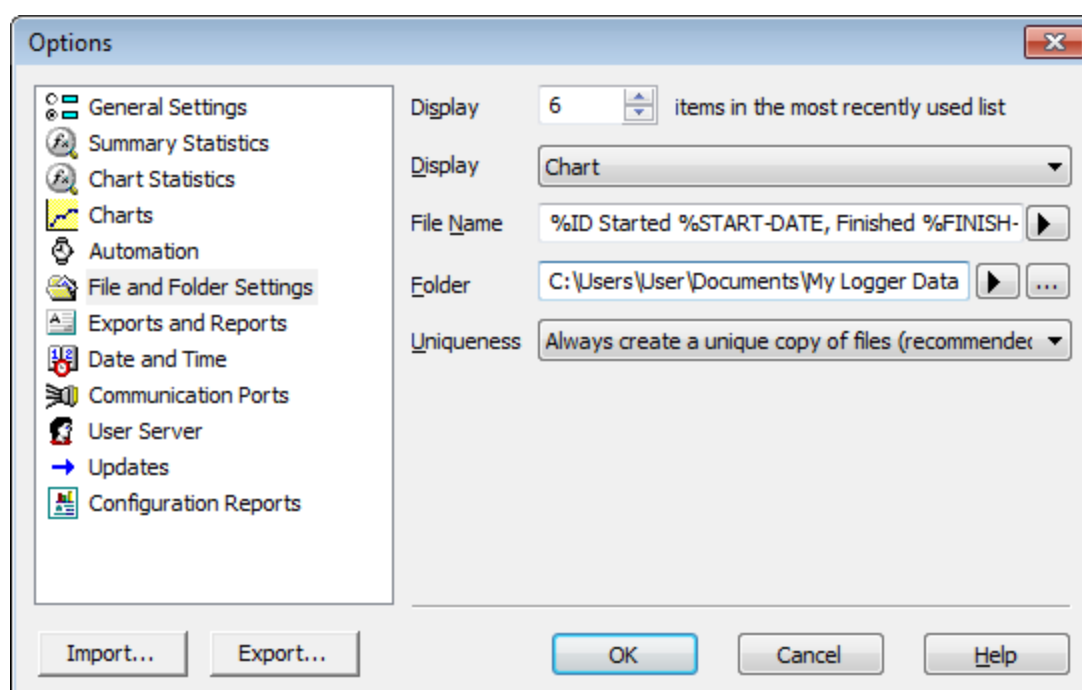 Options
General Settings
Summary Statistics
Chart Statistics
Charts
Automation
File and Folder Settings
Exports and Reports
Date and Time
Communication Ports
User Server
Updates
Configuration Reports
Display 6 items in the most recently used list
Display Chart
File Name %ID Started %START-DATE, Finished %FINISH-
Folder C:\Users\User\Documents\My Logger Data ...
Uniqueness Always create a unique copy of files (recommended
Import... Export... OK Cancel Help